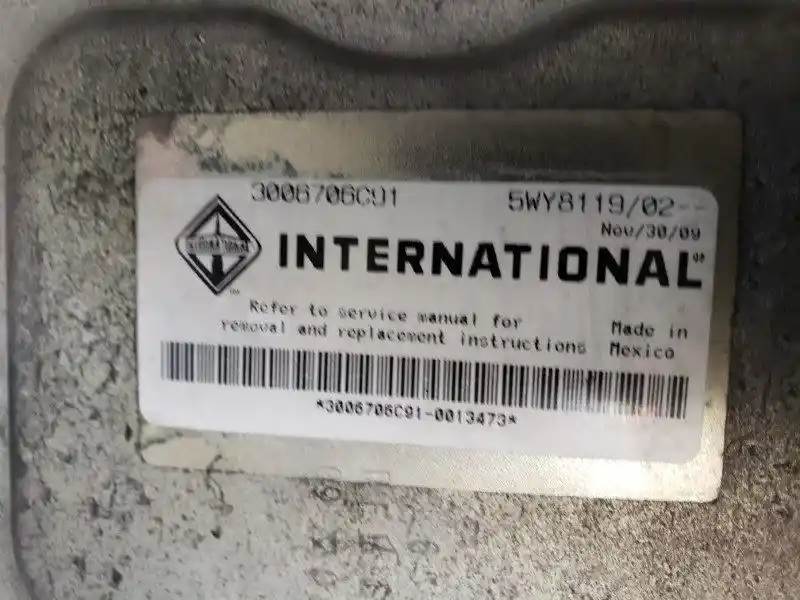 3006706C91 5WY8119/02--
Nov/30/09
INTERNATIONAL®
INTERNATIONAL
Refer to service manual for
removal and replacement instructions
Made in
Mexico
*3006706C91-0013473*